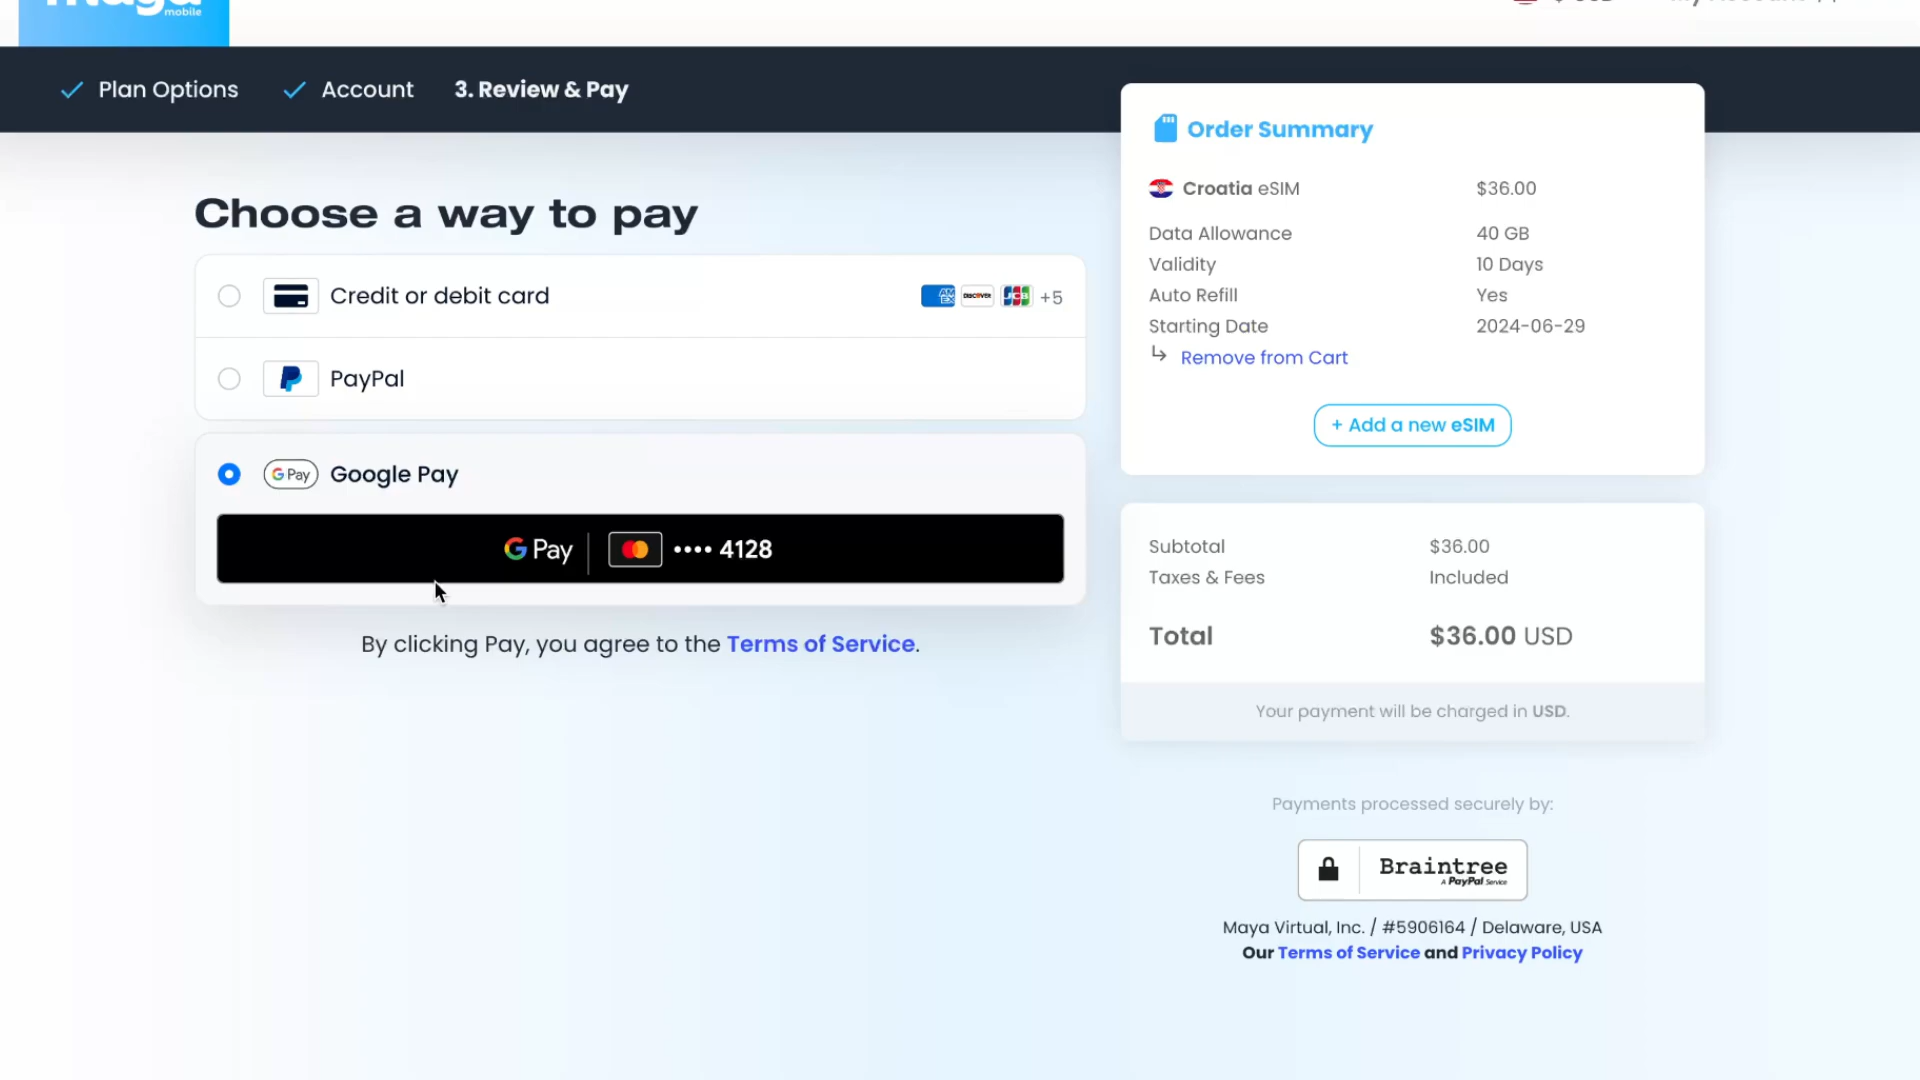 maya
mobile
Plan Options
Account
3. Review & Pay
Choose a way to pay
Credit or debit card
AMEX
DISCOVER
JCB
+5
PayPal
G Pay
Google Pay
G Pay
•••• 4128
By clicking Pay, you agree to the Terms of Service.
Order Summary
Croatia eSIM $36.00
Data Allowance 40 GB
Validity 10 Days
Auto Refill Yes
Starting Date 2024-06-29
Remove from Cart
+ Add a new eSIM
Subtotal $36.00
Taxes & Fees Included
Total $36.00 USD
Your payment will be charged in USD.
Payments processed securely by:
Braintree
A PayPal Service
Maya Virtual, Inc. / #5906164 / Delaware, USA
Our Terms of Service and Privacy Policy